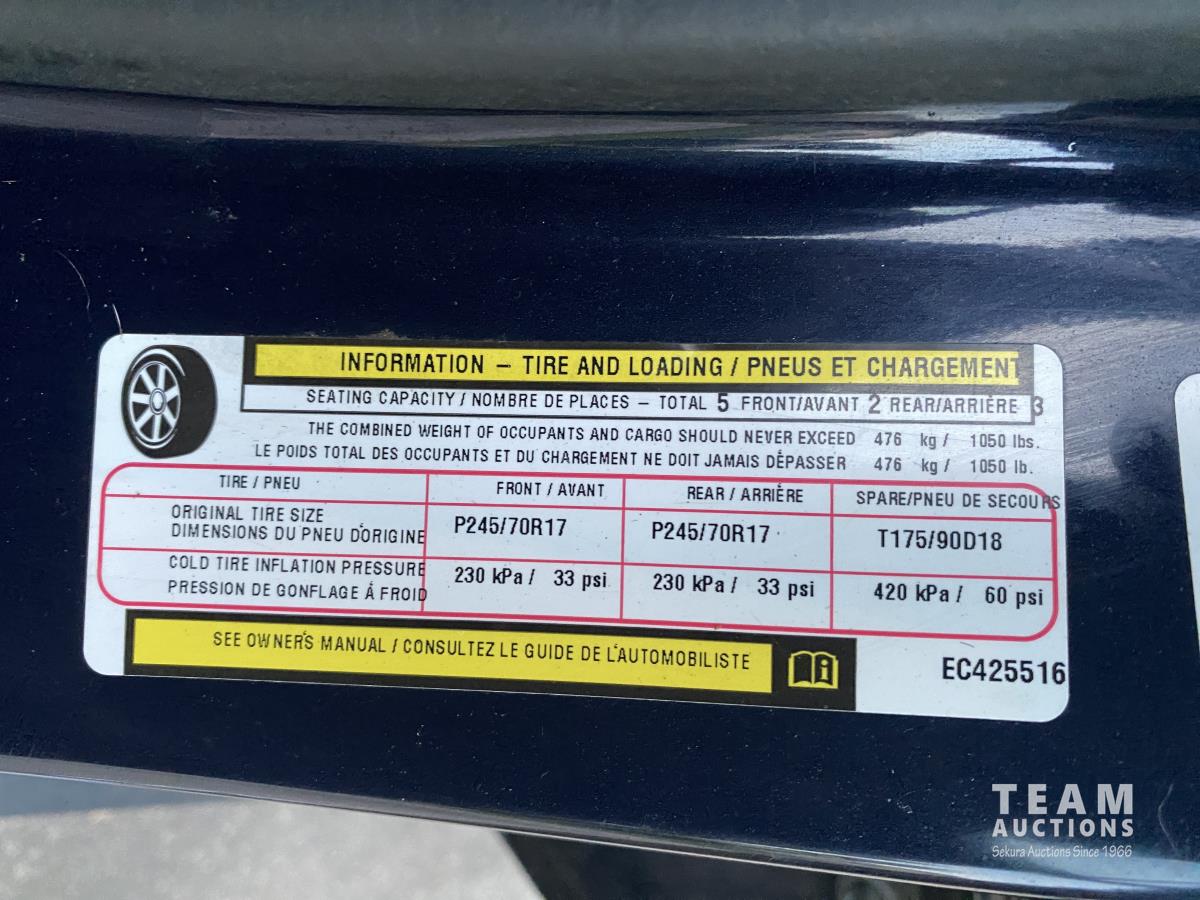 INFORMATION – TIRE AND LOADING / PNEUS ET CHARGEMENT
SEATING CAPACITY / NOMBRE DE PLACES – TOTAL 5 FRONT/AVANT 2 REAR/ARRIÈRE 3
THE COMBINED WEIGHT OF OCCUPANTS AND CARGO SHOULD NEVER EXCEED 476 kg / 1050 lbs.
LE POIDS TOTAL DES OCCUPANTS ET DU CHARGEMENT NE DOIT JAMAIS DÉPASSER 476 kg / 1050 lb.
TIRE / PNEU FRONT / AVANT REAR / ARRIÈRE SPARE/PNEU DE SECOURS
ORIGINAL TIRE SIZE
DIMENSIONS DU PNEU D'ORIGINE P245/70R17 P245/70R17 T175/90D18
COLD TIRE INFLATION PRESSURE
PRESSION DE GONFLAGE À FROID 230 kPa / 33 psi 230 kPa / 33 psi 420 kPa / 60 psi
SEE OWNER'S MANUAL / CONSULTEZ LE GUIDE DE L'AUTOMOBILISTE
EC425516
TEAM
AUCTIONS
Sekura Auctions Since 1966